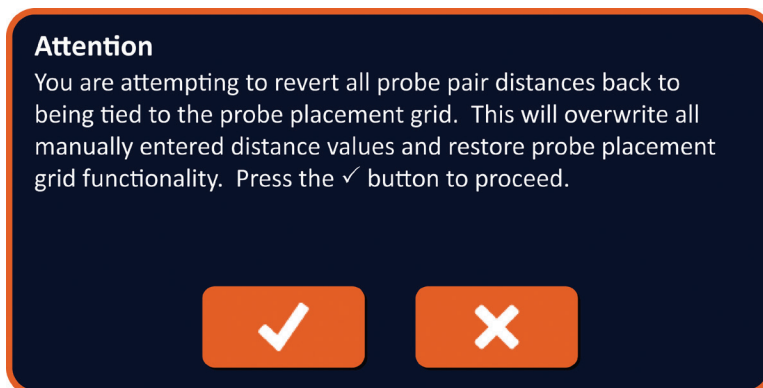 Attention
You are attempting to revert all probe pair distances back to
being tied to the probe placement grid.  This will overwrite all
manually entered distance values and restore probe placement
grid functionality.  Press the ✓ button to proceed.